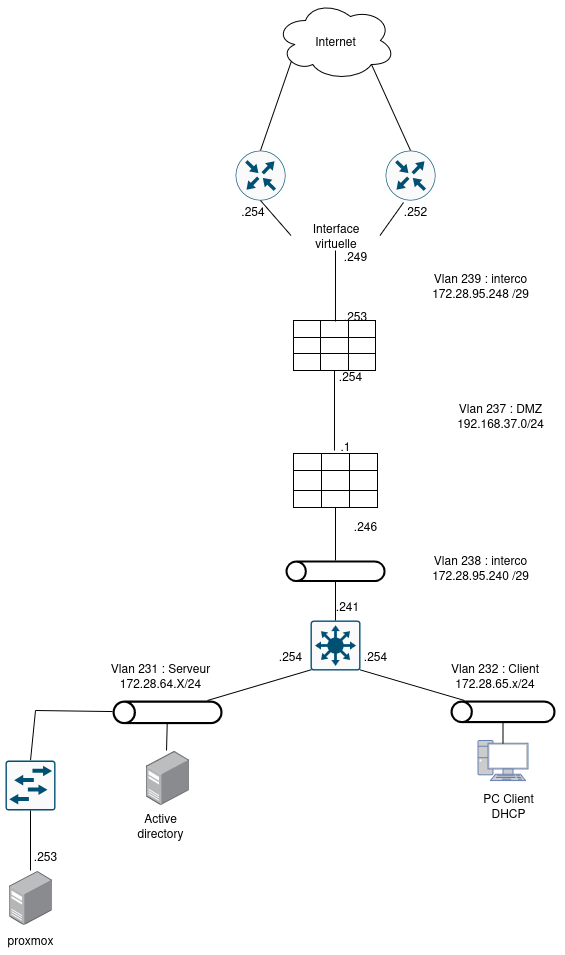 Internet
.254
.252
Interface
virtuelle
.249
Vlan 239 : interco
172.28.95.248 /29
.253
.254
Vlan 237 : DMZ
192.168.37.0/24
.1
.246
Vlan 238 : interco
172.28.95.240 /29
.241
.254
.254
Vlan 231 : Serveur
172.28.64.X/24
Vlan 232 : Client
172.28.65.x/24
PC Client
DHCP
Active
directory
.253
proxmox